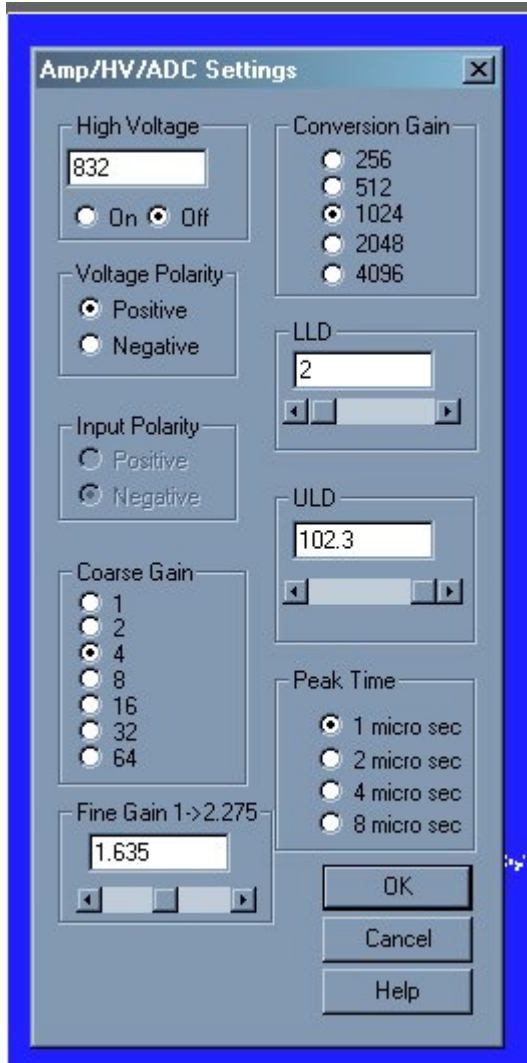 Amp/HV/ADC Settings
High Voltage
832
On Off
Voltage Polarity
Positive
Negative
Input Polarity
Positive
Negative
Coarse Gain
1
2
4
8
16
32
64
Fine Gain 1->2.275
1.635
Conversion Gain
256
512
1024
2048
4096
LLD
2
ULD
102.3
Peak Time
1 micro sec
2 micro sec
4 micro sec
8 micro sec
OK
Cancel
Help